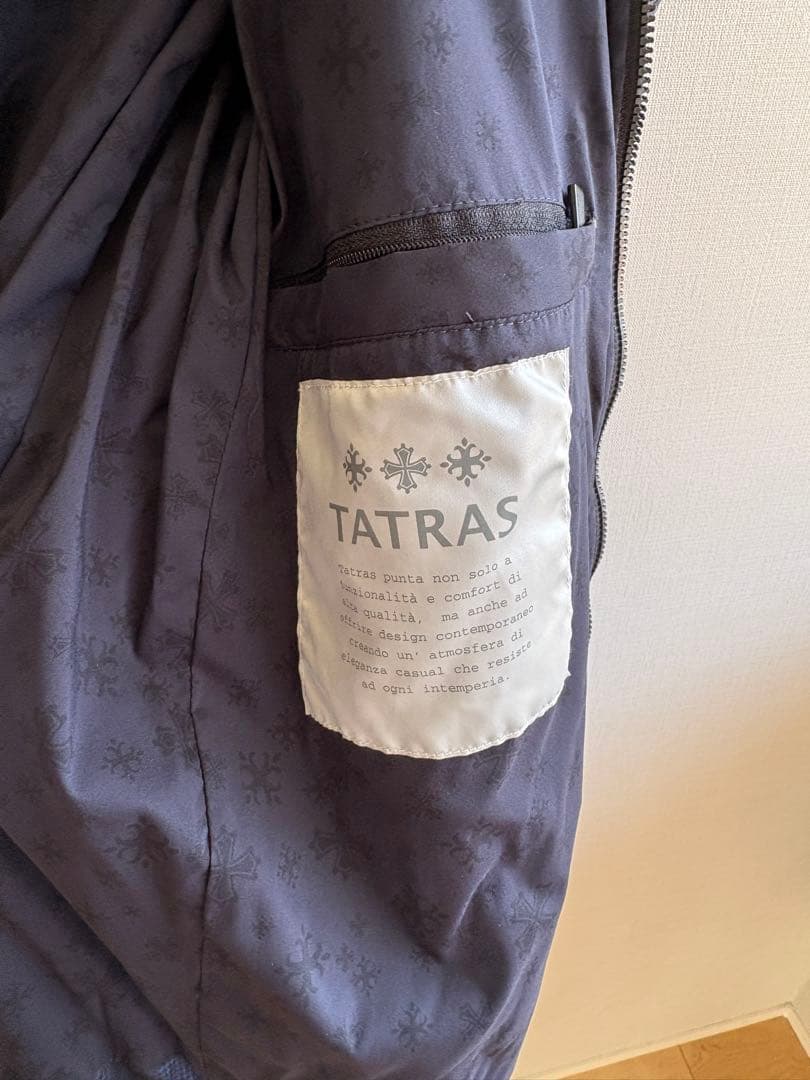 TATRAS
Tatras punta non solo a
funzionalità e comfort di
alta qualità, ma anche ad
offrire design contemporaneo
creando un' atmosfera di
eleganza casual che resiste
ad ogni intemperia.